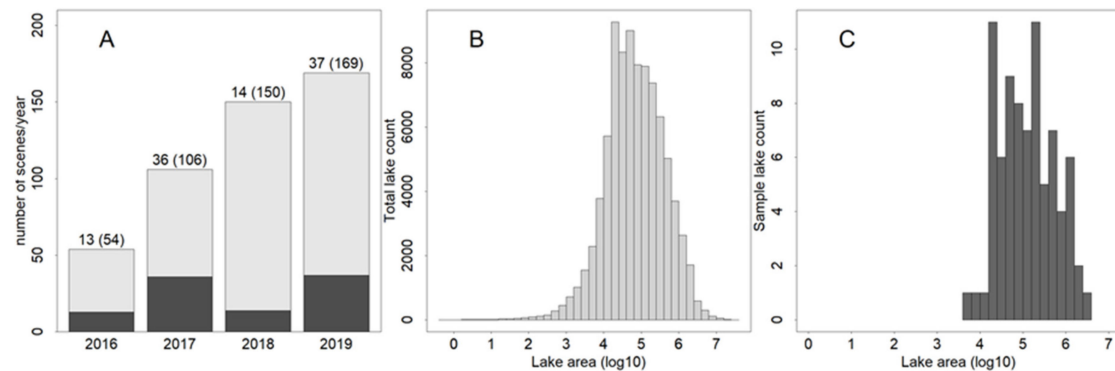 A
number of scenes/year
200
150
100
50
0
13 (54)
36 (106)
14 (150)
37 (169)
2016
2017
2018
2019
B
Total lake count
8000
6000
4000
2000
0
0 1 2 3 4 5 6 7
Lake area (log10)
C
Sample lake count
10
8
6
4
2
0
0 1 2 3 4 5 6 7
Lake area (log10)